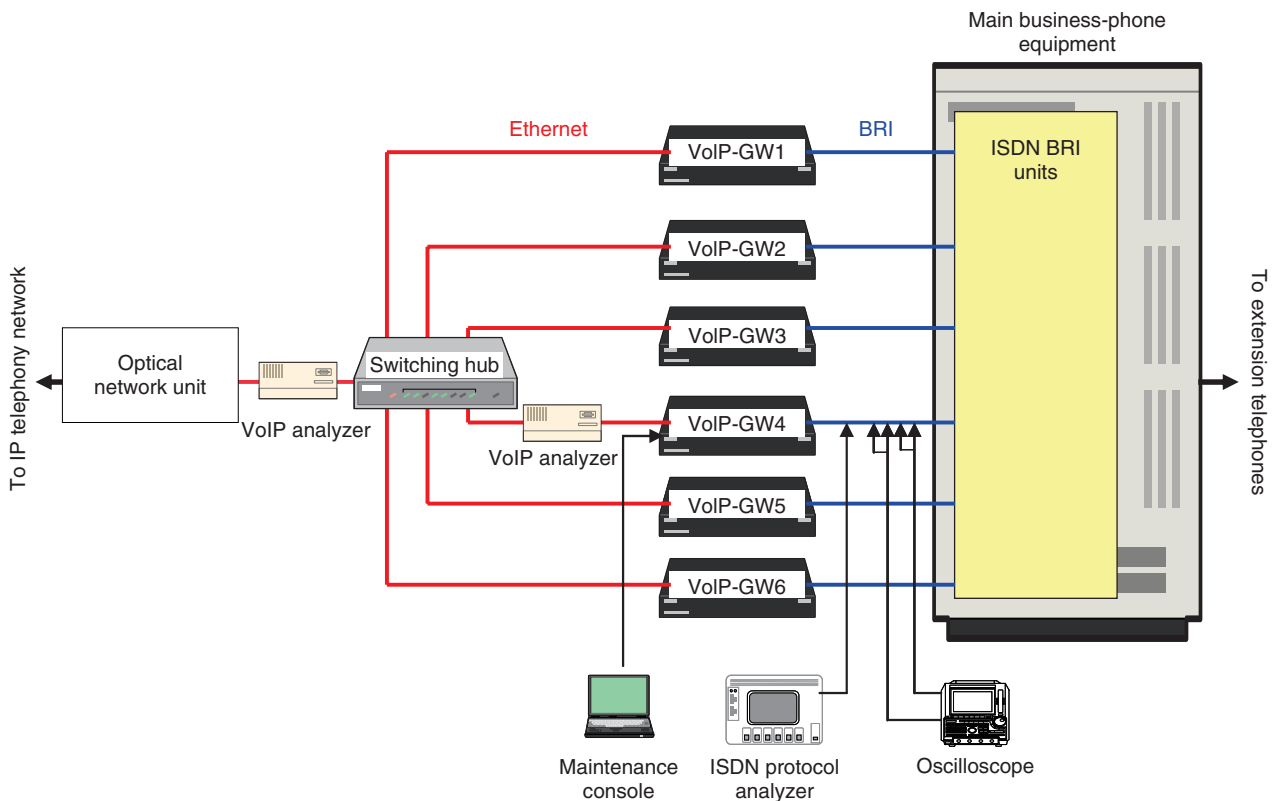 Main business-phone
equipment
Ethernet
BRI
VoIP-GW1
ISDN BRI
units
VoIP-GW2
To IP telephony network
To extension telephones
VoIP-GW3
Optical
network unit
Switching hub
VoIP analyzer
VoIP-GW4
VoIP analyzer
VoIP-GW5
VoIP-GW6
Maintenance
console
ISDN protocol
analyzer
Oscilloscope